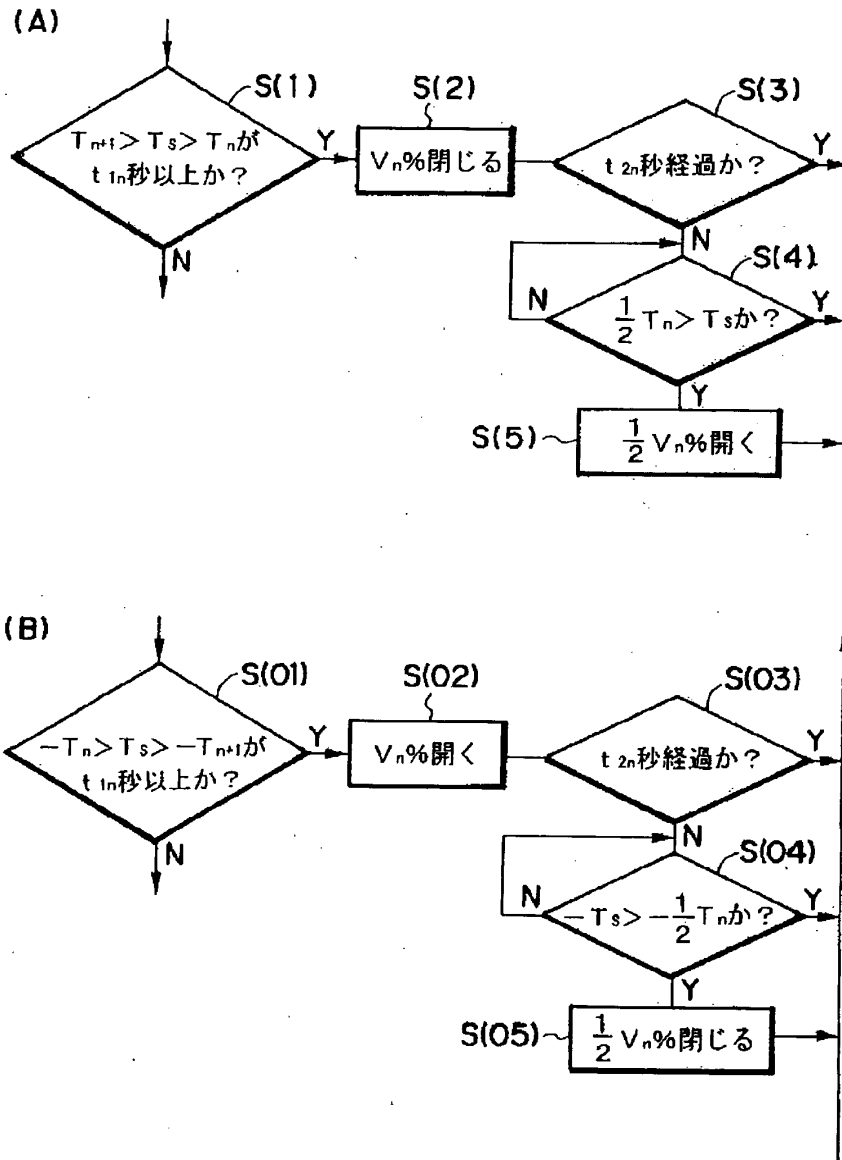 (A)
S(1)
Tn+1>Ts>Tnが
t1n秒以上か?
Y
N
S(2)
Vn%閉じる
S(3)
t2n秒経過か?
Y
N
S(4)
1/2 Tn>Tsか?
N
Y
Y
S(5)
1/2 Vn%開く
(B)
S(01)
-Tn>Ts>-Tn+1が
t1n秒以上か?
Y
N
S(02)
Vn%開く
S(03)
t2n秒経過か?
Y
N
S(04)
-Ts>-1/2 Tnか?
N
Y
Y
S(05)
1/2 Vn%閉じる